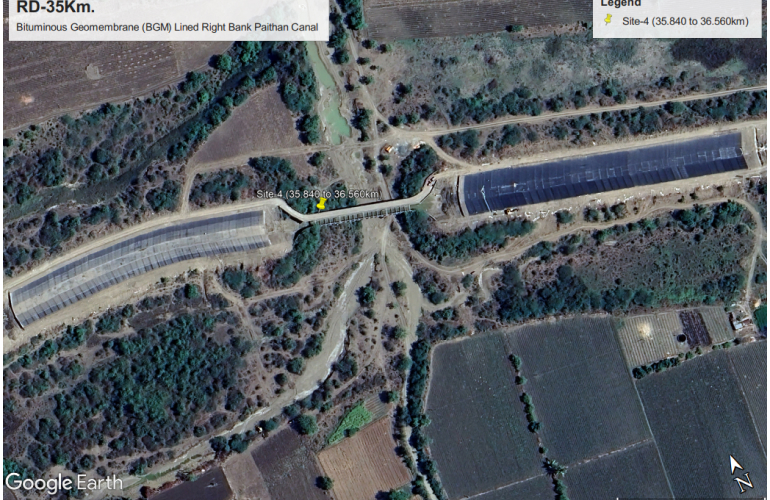 RD-35Km.
Bituminous Geomembrane (BGM) Lined Right Bank Paithan Canal
Legend
Site-4 (35.840 to 36.560km)
Site-4 (35.840 to 36.560km)
Google Earth
N